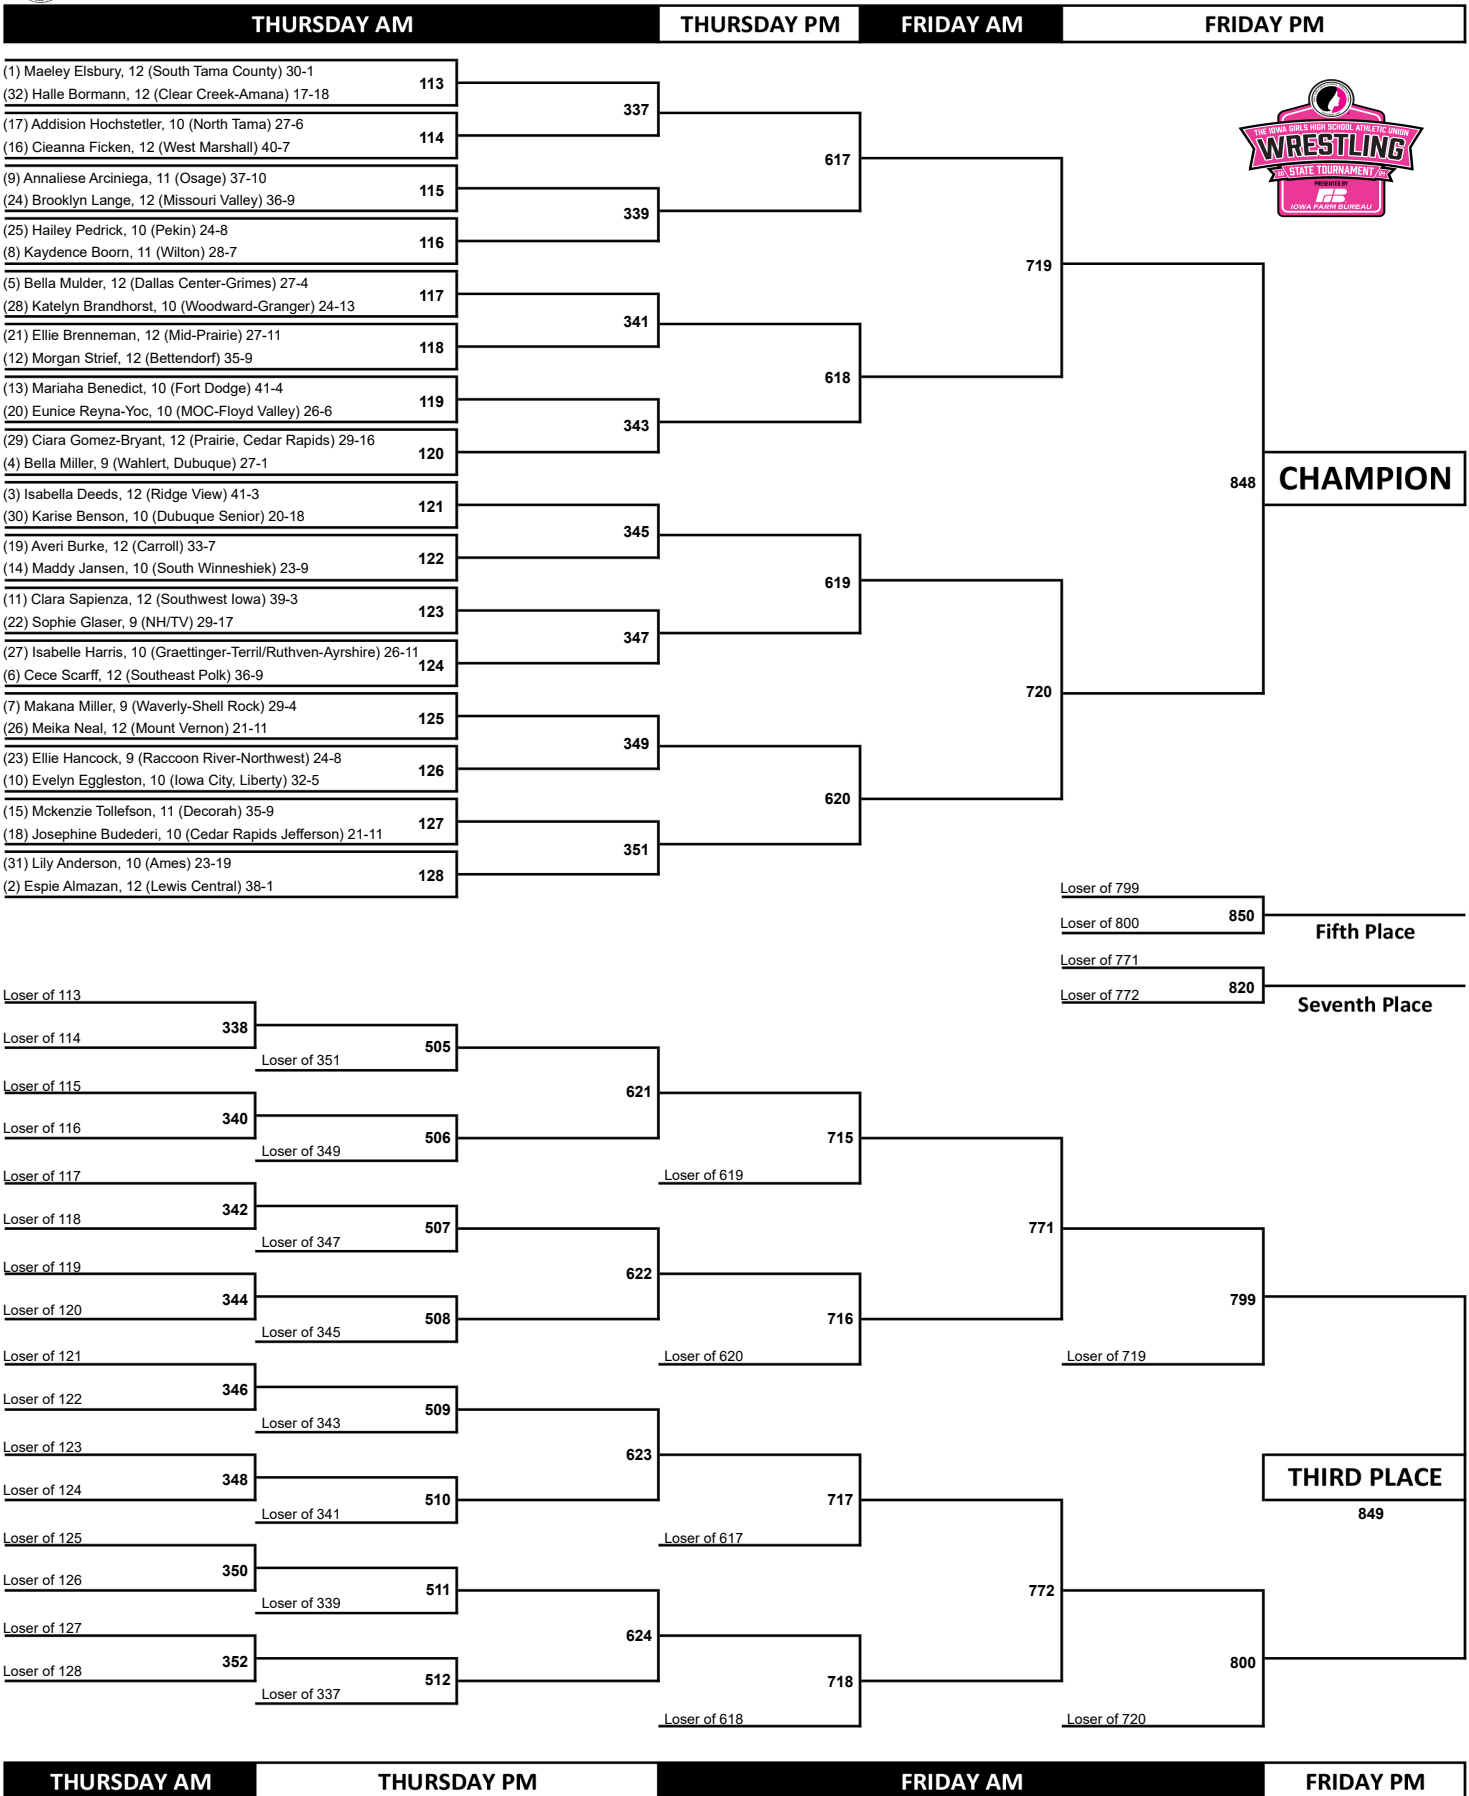 THURSDAY AM THURSDAY PM FRIDAY AM FRIDAY PM
(1) Maeley Elsbury, 12 (South Tama County) 30-1
113
(32) Halle Bormann, 12 (Clear Creek-Amana) 17-18
337
(17) Addision Hochstetler, 10 (North Tama) 27-6
114
(16) Cieanna Ficken, 12 (West Marshall) 40-7
617
(9) Annaliese Arciniega, 11 (Osage) 37-10
115
(24) Brooklyn Lange, 12 (Missouri Valley) 36-9
339
(25) Hailey Pedrick, 10 (Pekin) 24-8
116
(8) Kaydence Boorn, 11 (Wilton) 28-7
719
(5) Bella Mulder, 12 (Dallas Center-Grimes) 27-4
117
(28) Katelyn Brandhorst, 10 (Woodward-Granger) 24-13
341
(21) Ellie Brenneman, 12 (Mid-Prairie) 27-11
118
(12) Morgan Strief, 12 (Bettendorf) 35-9
618
(13) Mariaha Benedict, 10 (Fort Dodge) 41-4
119
(20) Eunice Reyna-Yoc, 10 (MOC-Floyd Valley) 26-6
343
(29) Ciara Gomez-Bryant, 12 (Prairie, Cedar Rapids) 29-16
120
(4) Bella Miller, 9 (Wahlert, Dubuque) 27-1
848
CHAMPION
(3) Isabella Deeds, 12 (Ridge View) 41-3
121
(30) Karise Benson, 10 (Dubuque Senior) 20-18
345
(19) Averi Burke, 12 (Carroll) 33-7
122
(14) Maddy Jansen, 10 (South Winneshiek) 23-9
619
(11) Clara Sapienza, 12 (Southwest Iowa) 39-3
123
(22) Sophie Glaser, 9 (NH/TV) 29-17
347
(27) Isabelle Harris, 10 (Graettinger-Terril/Ruthven-Ayrshire) 26-11
124
(6) Cece Scarff, 12 (Southeast Polk) 36-9
720
(7) Makana Miller, 9 (Waverly-Shell Rock) 29-4
125
(26) Meika Neal, 12 (Mount Vernon) 21-11
349
(23) Ellie Hancock, 9 (Raccoon River-Northwest) 24-8
126
(10) Evelyn Eggleston, 10 (Iowa City, Liberty) 32-5
620
(15) Mckenzie Tollefson, 11 (Decorah) 35-9
127
(18) Josephine Budederi, 10 (Cedar Rapids Jefferson) 21-11
351
(31) Lily Anderson, 10 (Ames) 23-19
128
(2) Espie Almazan, 12 (Lewis Central) 38-1
THE IOWA GIRLS HIGH SCHOOL ATHLETIC UNION
WRESTLING
20 STATE TOURNAMENT 24
PRESENTED BY
FB
IOWA FARM BUREAU
Loser of 799
850
Loser of 800
Fifth Place
Loser of 771
820
Loser of 772
Seventh Place
Loser of 113
338
Loser of 114
505
Loser of 351
Loser of 115
621
340
Loser of 116
506
715
Loser of 349
Loser of 117
Loser of 619
342
Loser of 118
507
771
Loser of 347
Loser of 119
622
344
799
Loser of 120
508
716
Loser of 345
Loser of 121
Loser of 620
Loser of 719
346
Loser of 122
509
Loser of 343
Loser of 123
623
348
THIRD PLACE
Loser of 124
510
717
849
Loser of 341
Loser of 125
Loser of 617
350
Loser of 126
511
772
Loser of 339
Loser of 127
624
352
800
Loser of 128
512
718
Loser of 337
Loser of 618
Loser of 720
THURSDAY AM THURSDAY PM FRIDAY AM FRIDAY PM